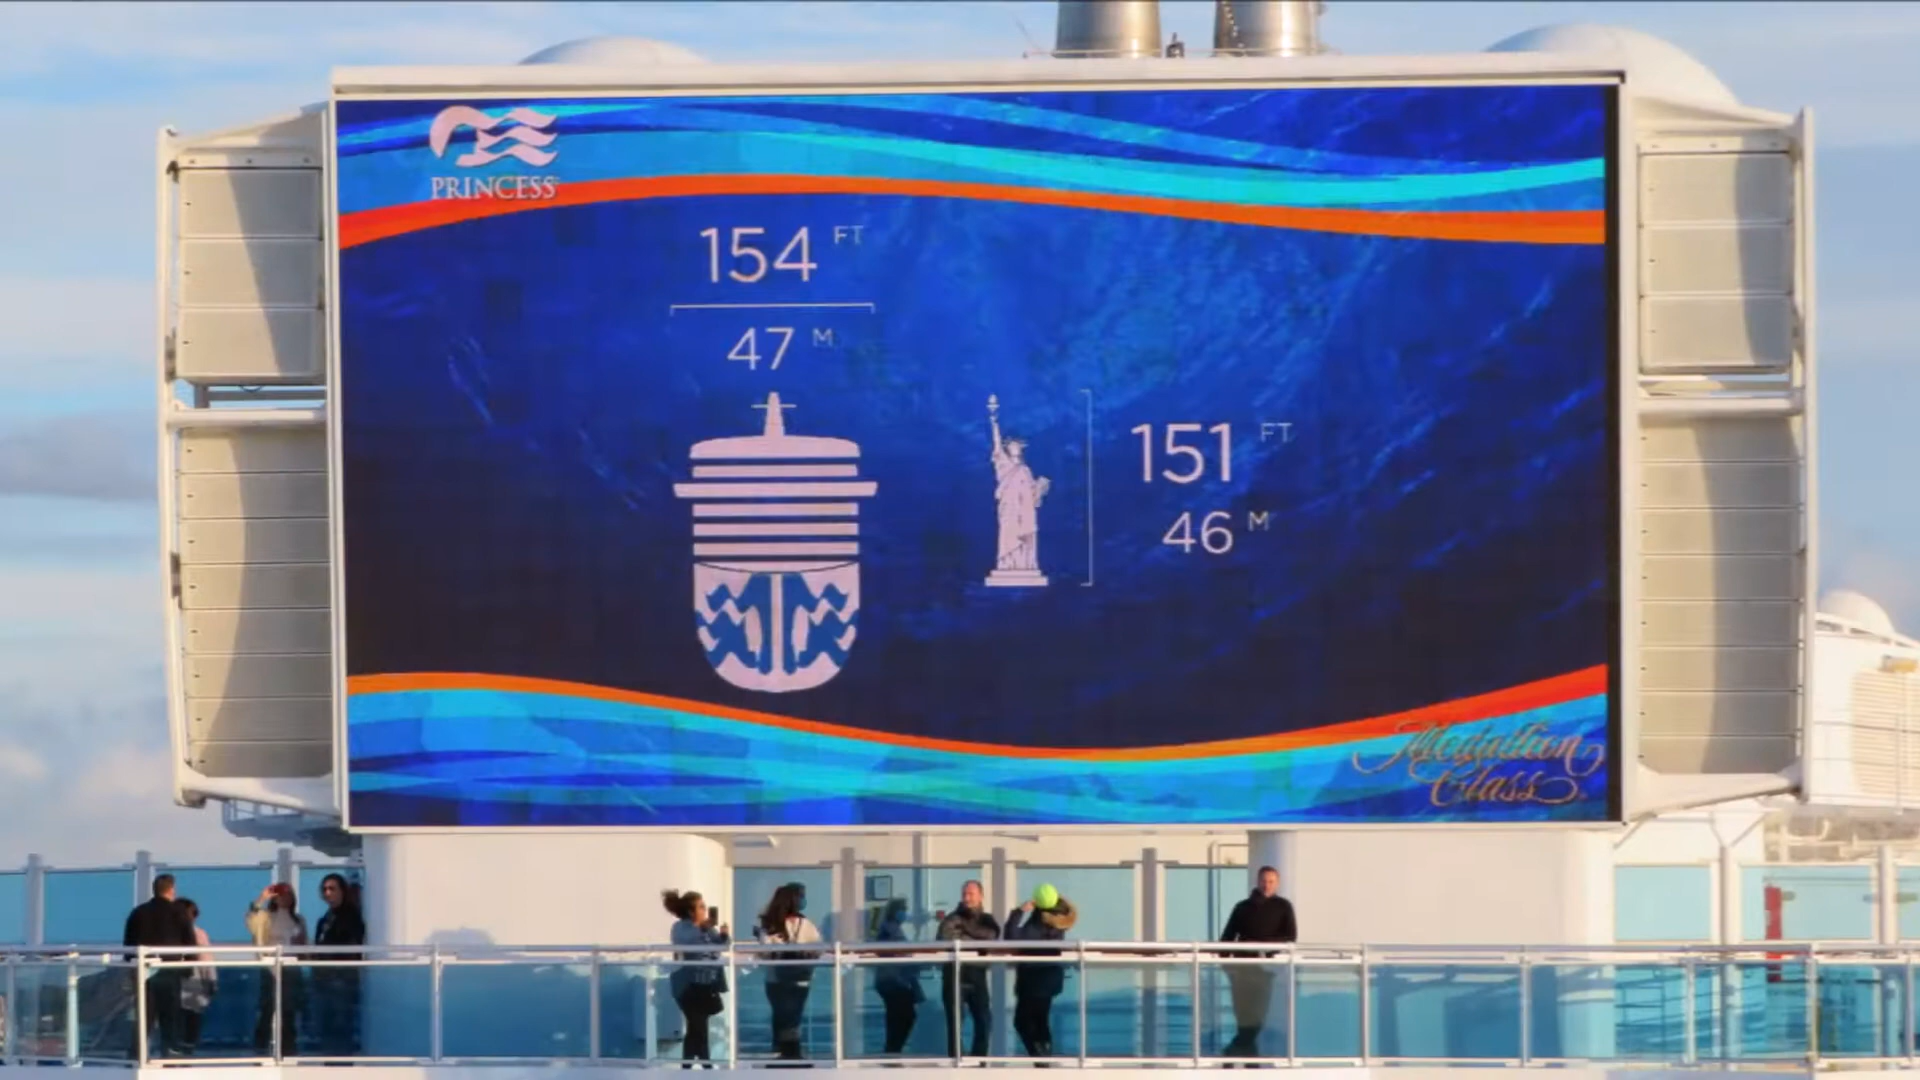 PRINCESS
154 FT
47 M
151 FT
46 M
Medallion
Class